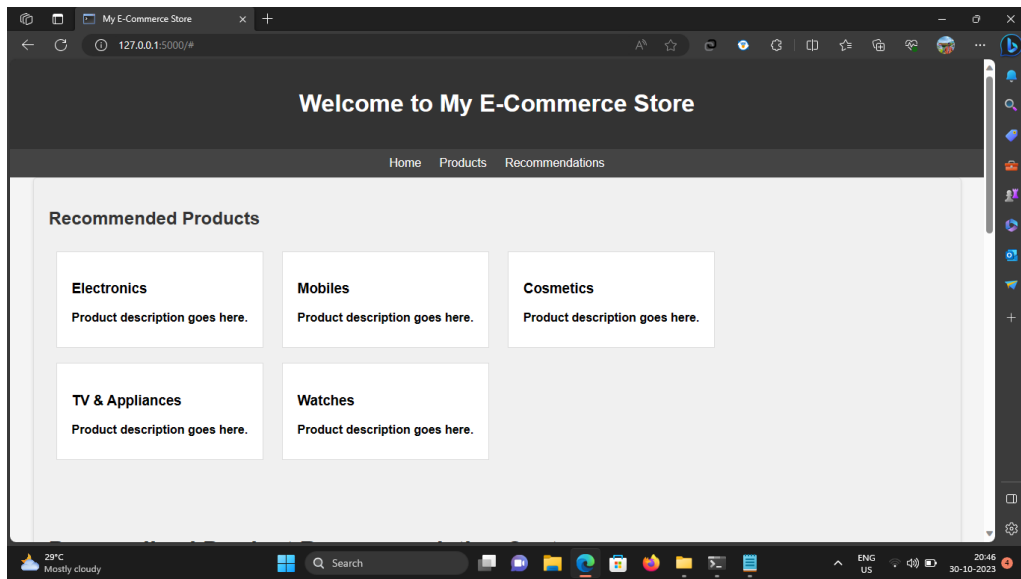 My E-Commerce Store
127.0.0.1:5000/#
Welcome to My E-Commerce Store
Home Products Recommendations
Recommended Products
Electronics Mobiles Cosmetics
Product description goes here. Product description goes here. Product description goes here.
TV & Appliances Watches
Product description goes here. Product description goes here.
29°C Search ENG 20:46
Mostly cloudy US 30-10-2023 4